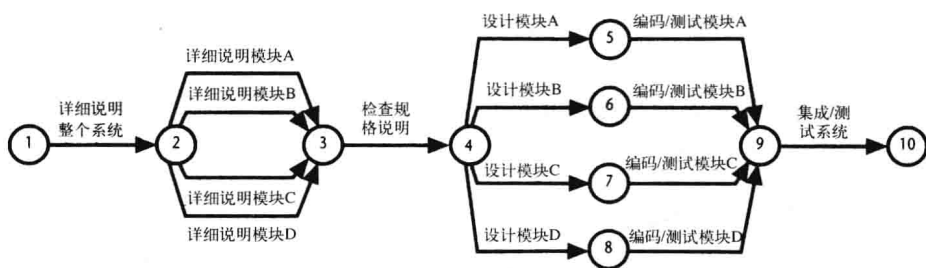 设计模块A
编码/测试模块A
5
详细说明模块A
详细说明模块B
设计模块B
编码/测试模块B
6
详细说明
整个系统
检查规
格说明
集成/测
试系统
1
2
3
4
9
10
设计模块C
编码/测试模块C
7
详细说明模块C
详细说明模块D
设计模块D
编码/测试模块D
8